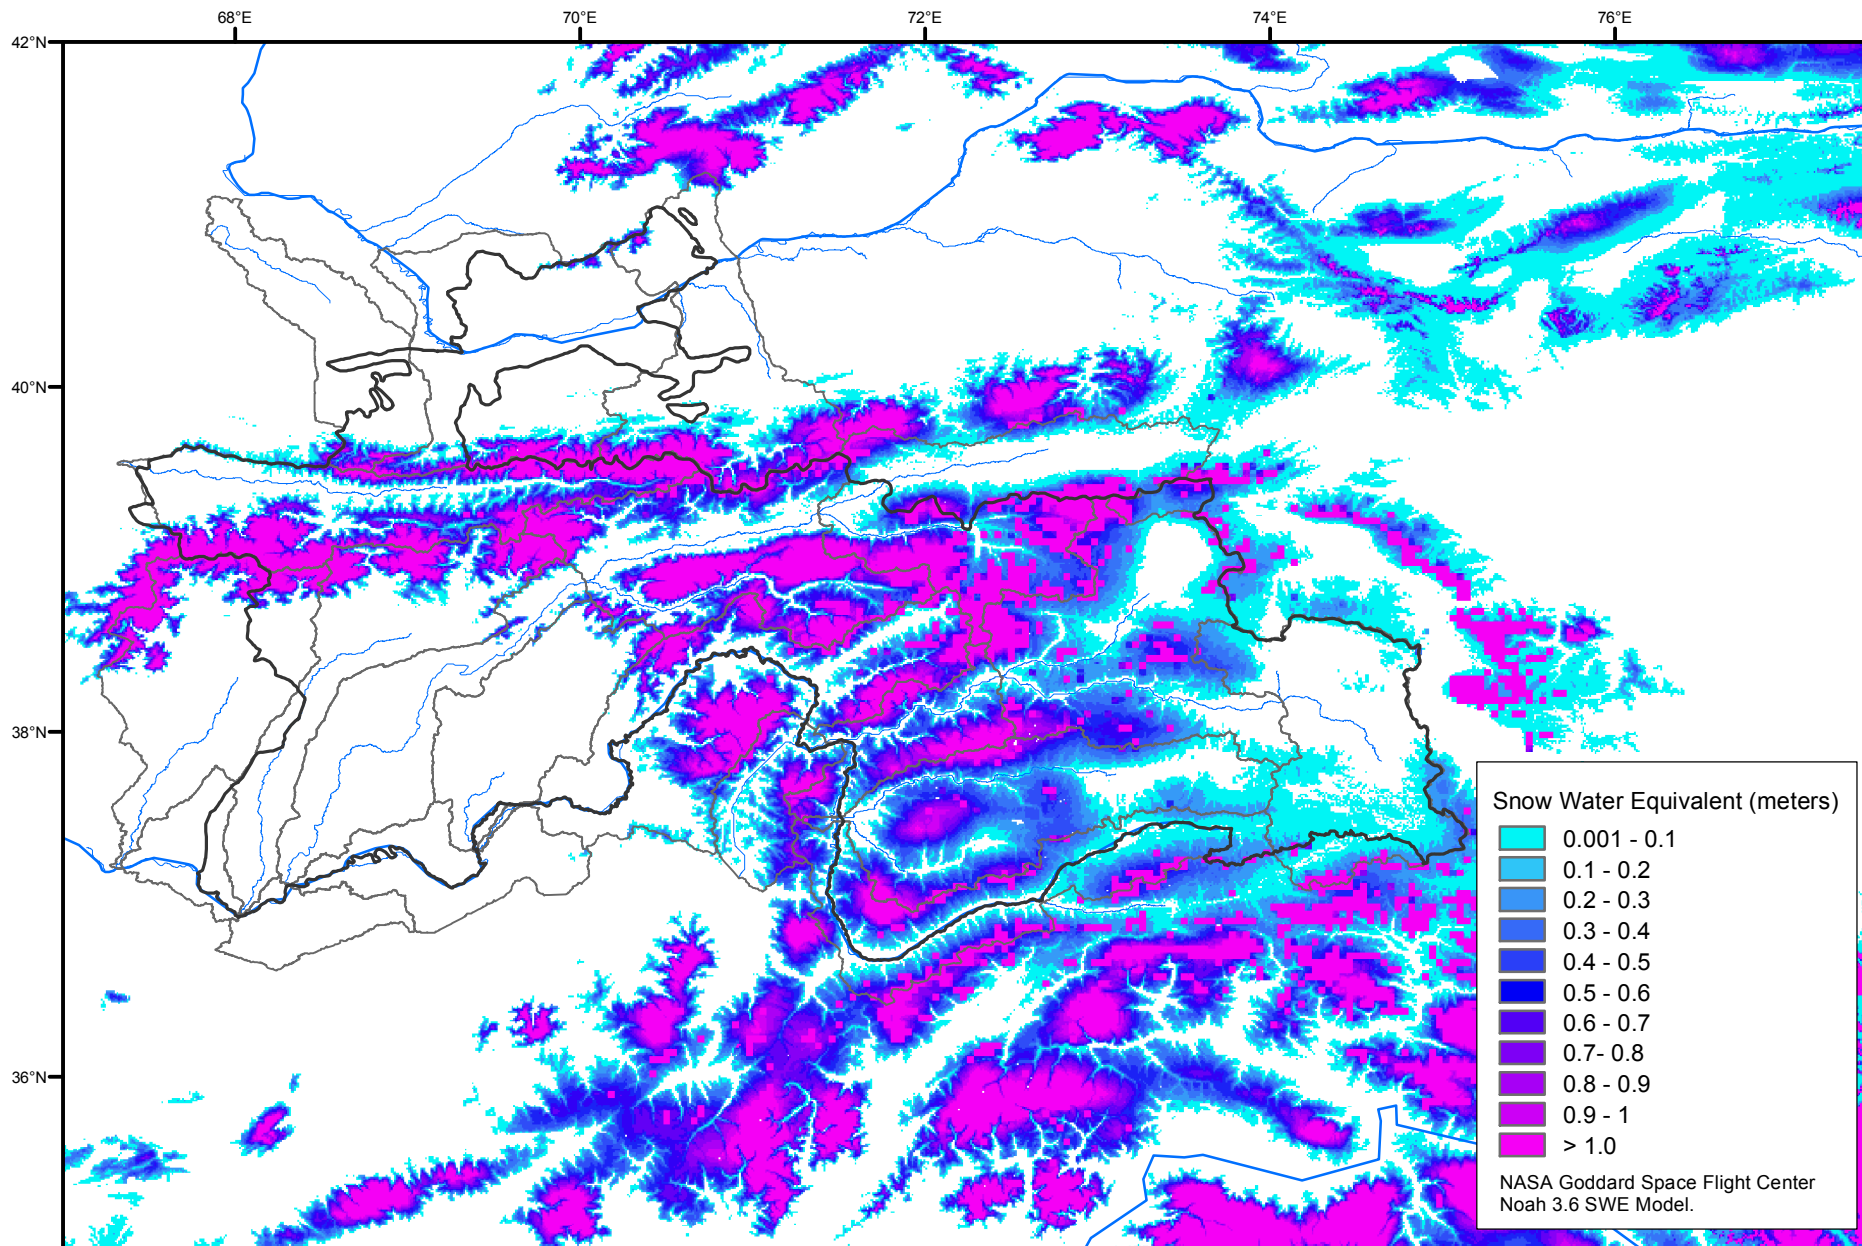 68°E 70°E 72°E 74°E 76°E
42°N
40°N
38°N
36°N
Snow Water Equivalent (meters)
0.001 - 0.1
0.1 - 0.2
0.2 - 0.3
0.3 - 0.4
0.4 - 0.5
0.5 - 0.6
0.6 - 0.7
0.7- 0.8
0.8 - 0.9
0.9 - 1
> 1.0
NASA Goddard Space Flight Center
Noah 3.6 SWE Model.